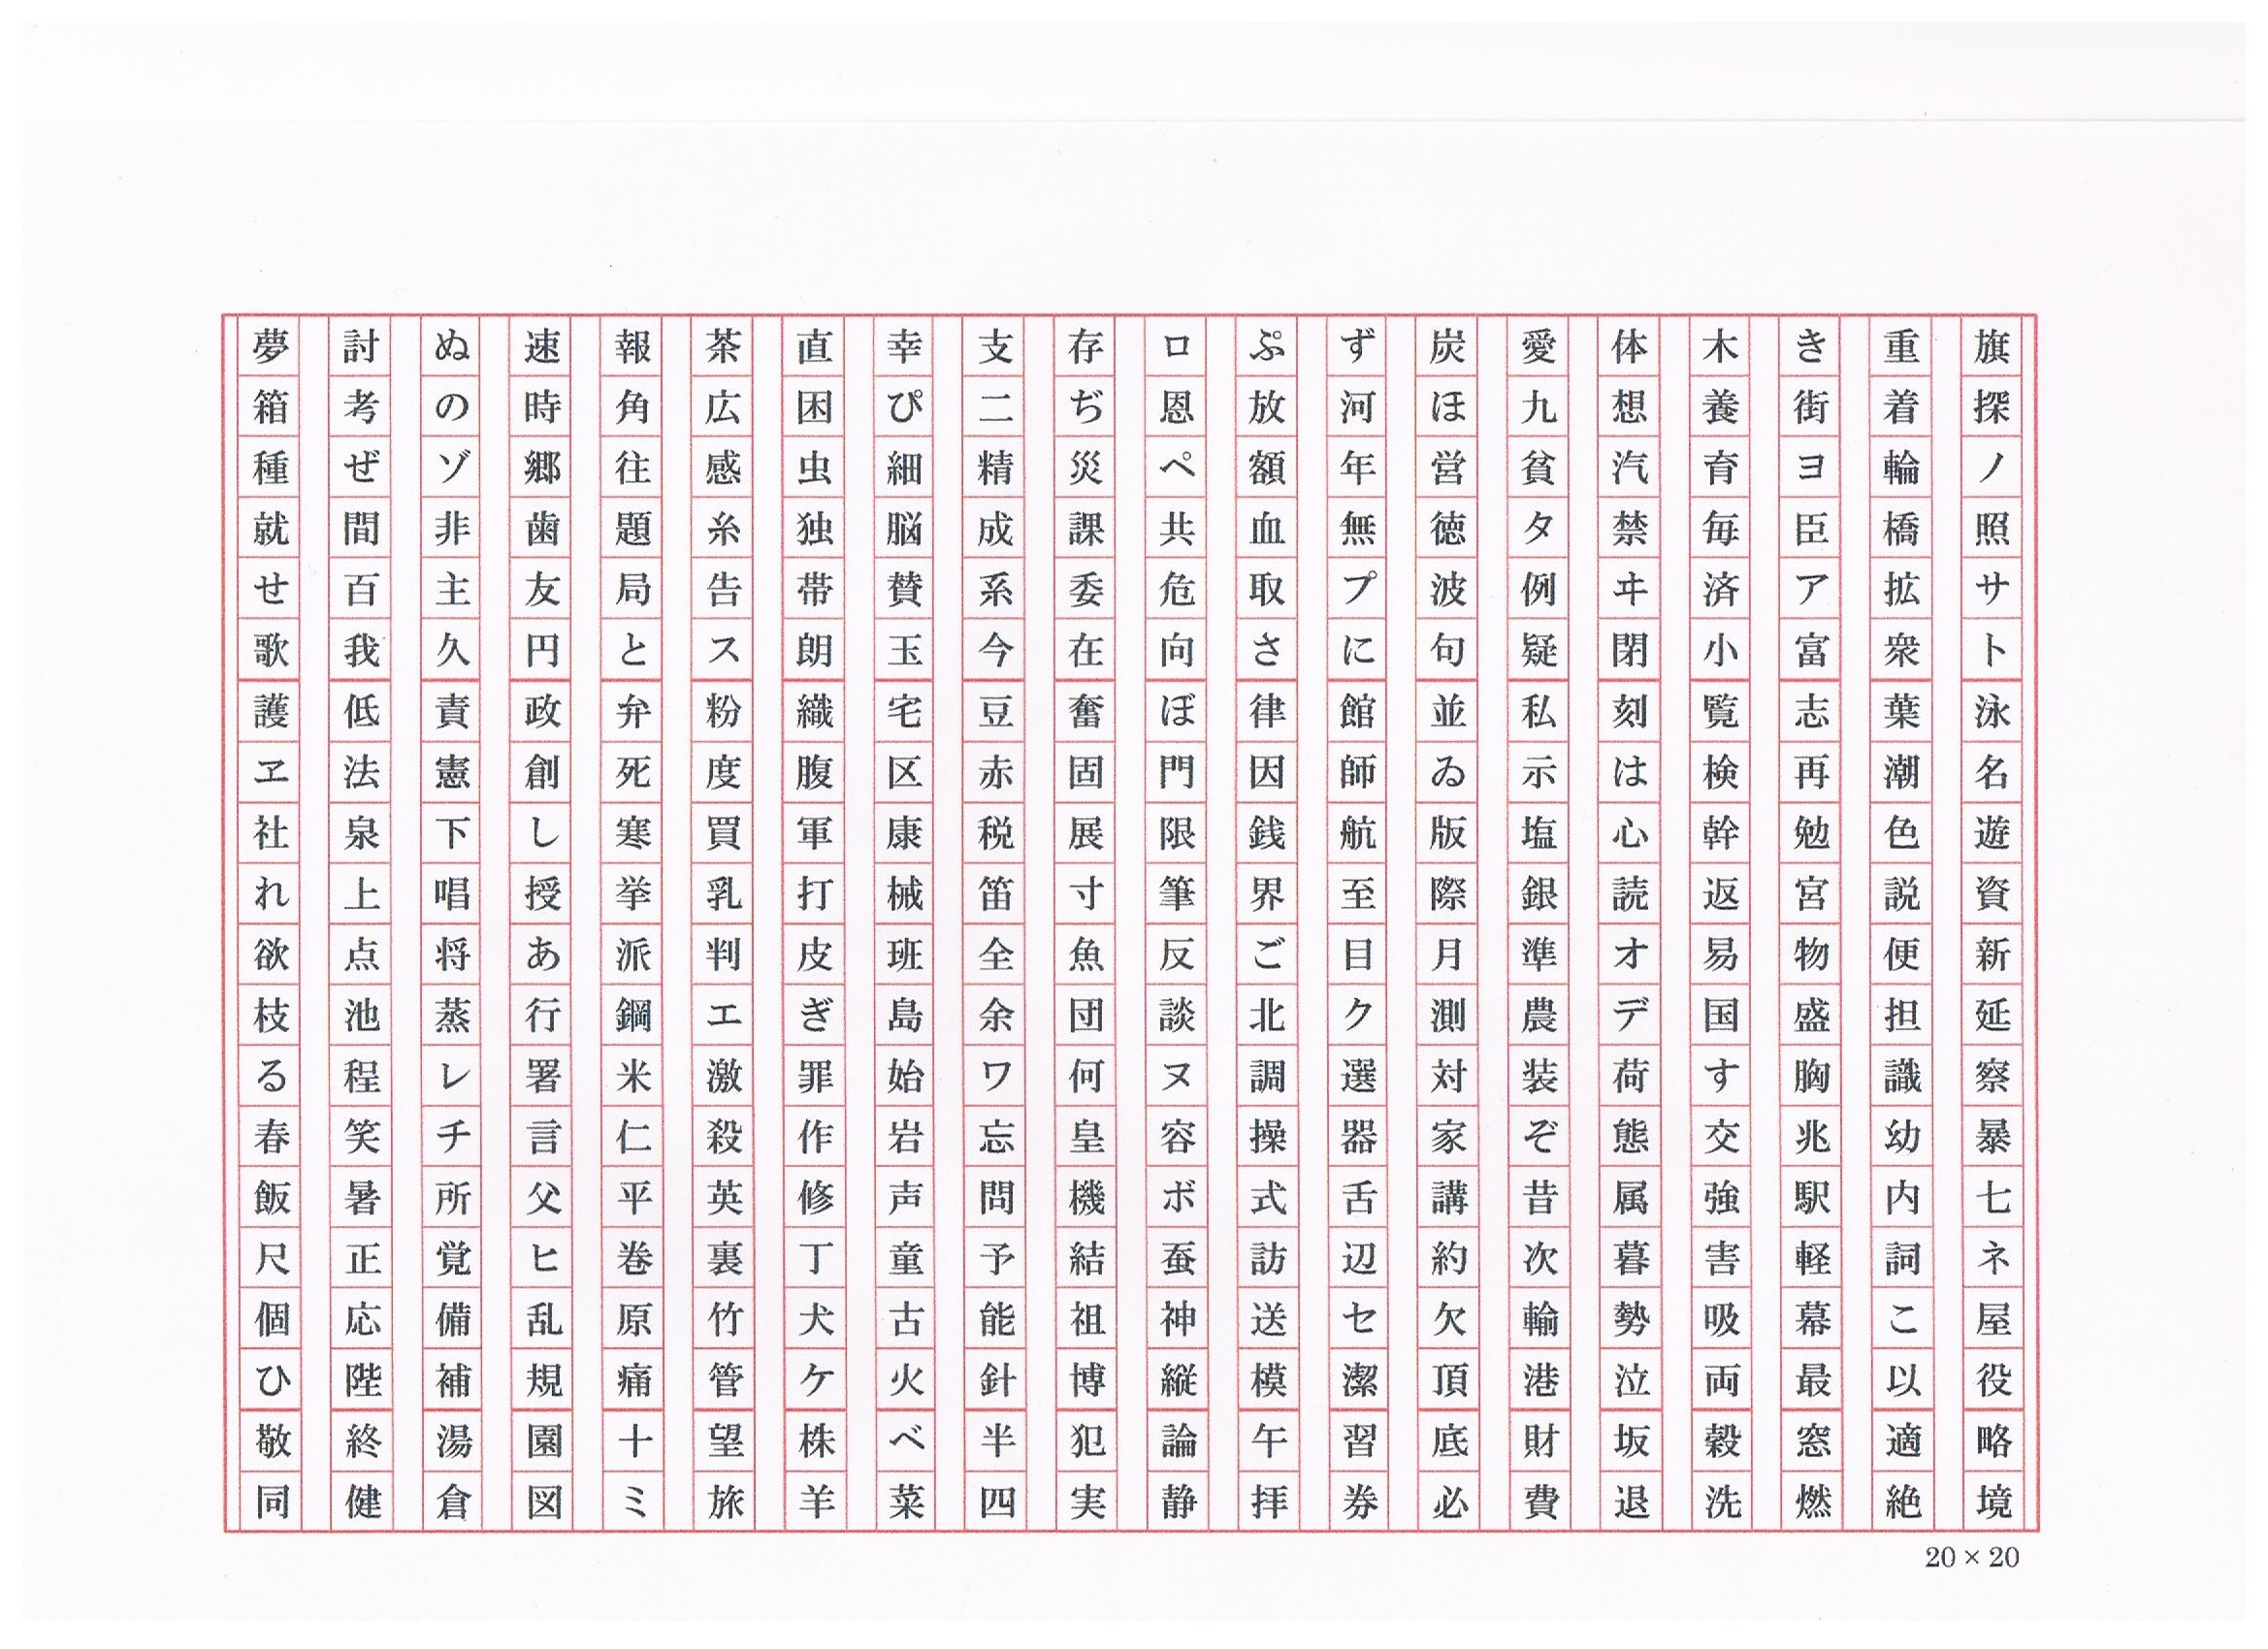 旗探ノ照サト泳名遊資新延察暴七ネ屋役略境
重着輪橋拡衆葉潮色説便担識幼内詞こ以適絶
き街ヨ臣ア富志再勉宮物盛胸兆駅軽幕最窓燃
木養育毎済小覧検幹返易国す交強害吸両穀洗
体想汽禁ヰ閉刻は心読オデ荷態属暮勢泣坂退
愛九貧タ例疑私示塩銀準農装ぞ昔次輸港財費
炭ほ営徳波句並ゐ版際月測対家講約欠頂底必
ず河年無プに館師航至目ク選器舌辺セ潔習券
ぷ放額血取さ律因銭界ご北調操式訪送模午拝
ロ恩ペ共危向ぼ門限筆反談ヌ容ボ蚕神縦論静
存ぢ災課委在奮固展寸魚団何皇機結祖博犯実
支二精成系今豆赤税笛全余ワ忘問予能針半四
幸ぴ細脳賛玉宅区康械班島始岩声童古火べ菜
直困虫独帯朗織腹軍打皮ぎ罪作修丁犬ケ株羊
茶広感糸告ス粉度買乳判エ激殺英裏竹管望旅
報角往題局と弁死寒挙派鋼米仁平巻原痛十ミ
速時郷歯友円政創し授あ行署言父ヒ乱規園図
ぬのゾ非主久責憲下唱将蒸レチ所覚備補湯倉
討考ぜ間百我低法泉上点池程笑暑正応陛終健
夢箱種就せ歌護ヱ社れ欲枝る春飯尺個ひ敬同
20×20